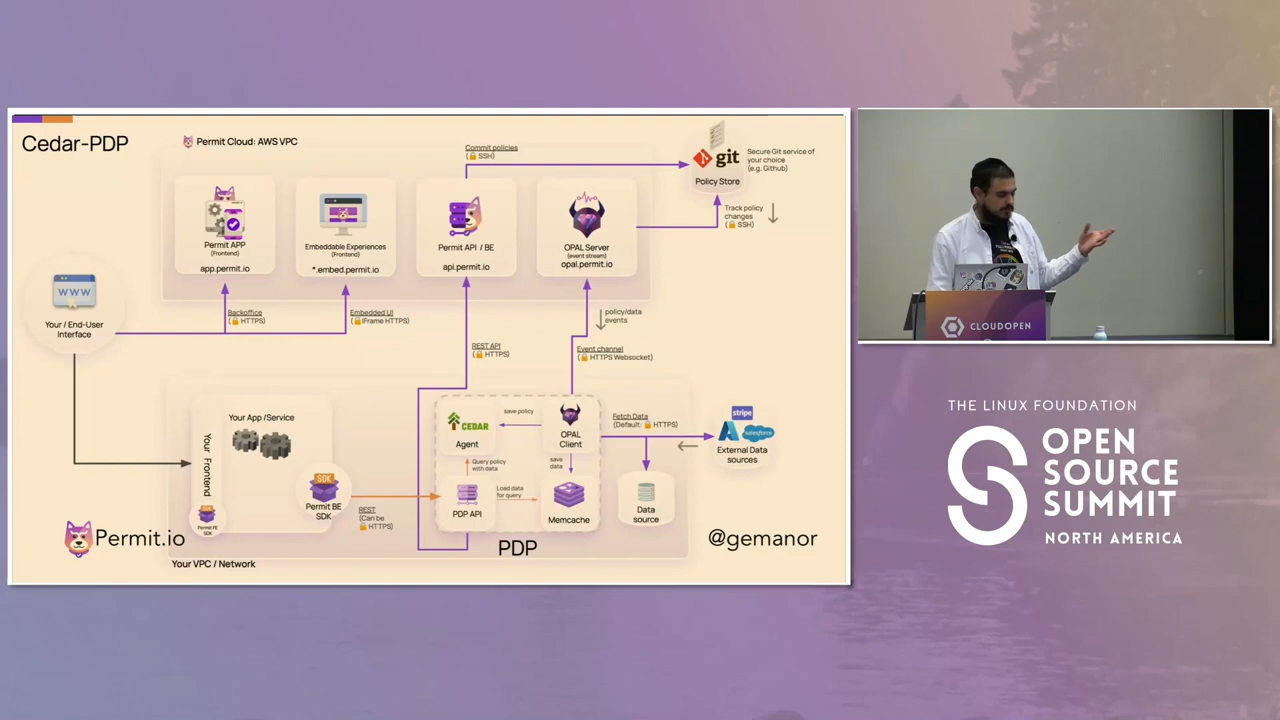 Cedar-PDP
Permit Cloud: AWS VPC
Commit policies
(🔒 SSH)
git
Policy Store
Secure Git service of
your choice
(e.g. Github)
Track policy
changes
(🔒 SSH)
Permit APP
(Frontend)
app.permit.io
Embeddable Experiences
(Frontend)
*.embed.permit.io
Permit API / BE
api.permit.io
OPAL Server
(event stream)
opal.permit.io
WWW
Your / End-User
Interface
Backoffice
(🔒 HTTPS)
Embedded UI
(🔒 IFrame HTTPS)
REST API
(🔒 HTTPS)
policy/data
events
Event channel
(🔒 HTTPS Websocket)
Your App /Service
Your Frontend
Permit FE
SDK
SDK
Permit BE
SDK
REST
(Can be
🔒 HTTPS)
CEDAR
Agent
save policy
OPAL
Client
Query policy
with data
save
data
PDP API
Load data
for query
Memcache
Fetch Data
(Default: 🔒 HTTPS)
stripe
salesforce
External Data
sources
Data
source
PDP
Permit.io
@gemanor
Your VPC / Network
CLOUDOPEN
THE LINUX FOUNDATION
OPEN
SOURCE
SUMMIT
NORTH AMERICA